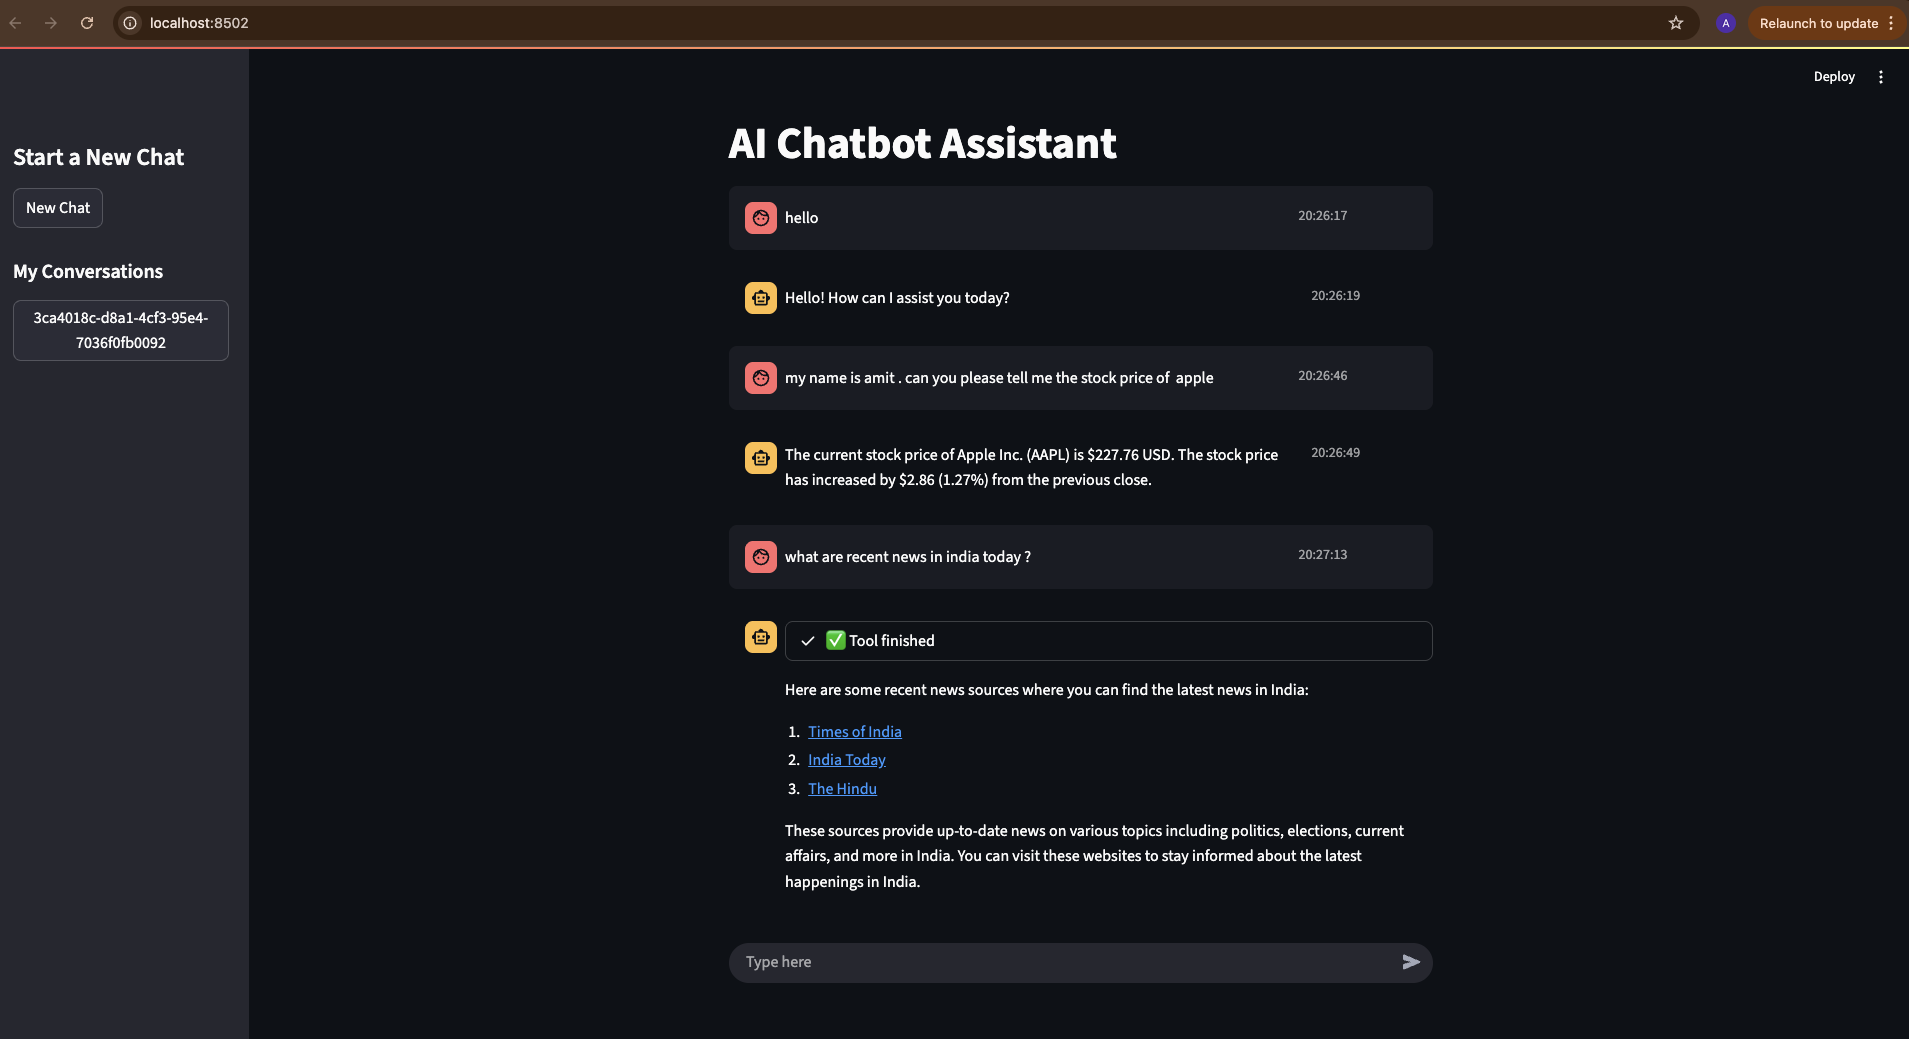 localhost:8502
A
Relaunch to update
Deploy
Start a New Chat
New Chat
My Conversations
3ca4018c-d8a1-4cf3-95e4-
7036f0fb0092
AI Chatbot Assistant
hello 20:26:17
Hello! How can I assist you today? 20:26:19
my name is amit . can you please tell me the stock price of  apple 20:26:46
The current stock price of Apple Inc. (AAPL) is $227.76 USD. The stock price 20:26:49
has increased by $2.86 (1.27%) from the previous close.
what are recent news in india today ? 20:27:13
✅ Tool finished
Here are some recent news sources where you can find the latest news in India:
1. Times of India
2. India Today
3. The Hindu
These sources provide up-to-date news on various topics including politics, elections, current
affairs, and more in India. You can visit these websites to stay informed about the latest
happenings in India.
Type here